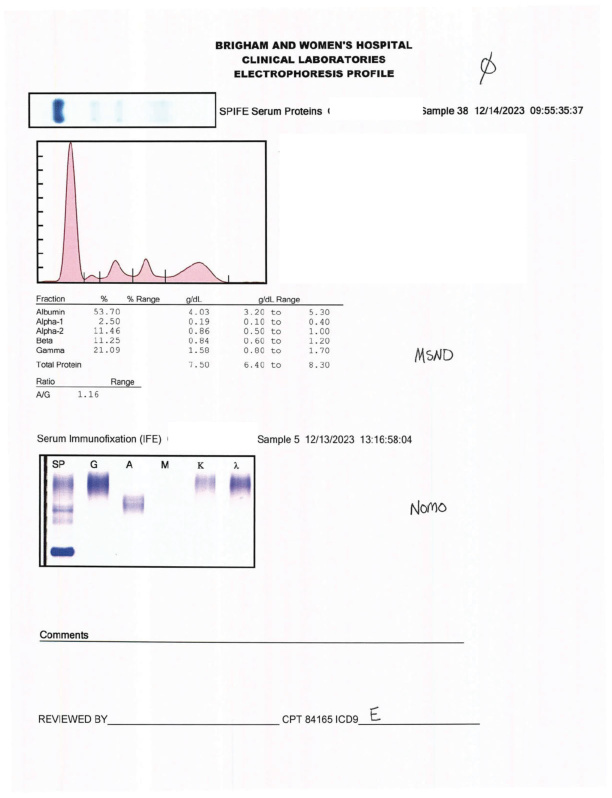 BRIGHAM AND WOMEN'S HOSPITAL
CLINICAL LABORATORIES
ELECTROPHORESIS PROFILE
φ
SPIFE Serum Proteins Sample 38 12/14/2023 09:55:35:37
Fraction % % Range g/dL g/dL Range
Albumin 53.70 4.03 3.20 to 5.30
Alpha-1 2.50 0.19 0.10 to 0.40
Alpha-2 11.46 0.86 0.50 to 1.00
Beta 11.25 0.84 0.60 to 1.20
Gamma 21.09 1.58 0.80 to 1.70
Total Protein 7.50 6.40 to 8.30
MSND
Ratio Range
A/G 1.16
Serum Immunofixation (IFE) Sample 5 12/13/2023 13:16:58:04
SP G A M K λ
Nomo
Comments
REVIEWED BY CPT 84165 ICD9 E